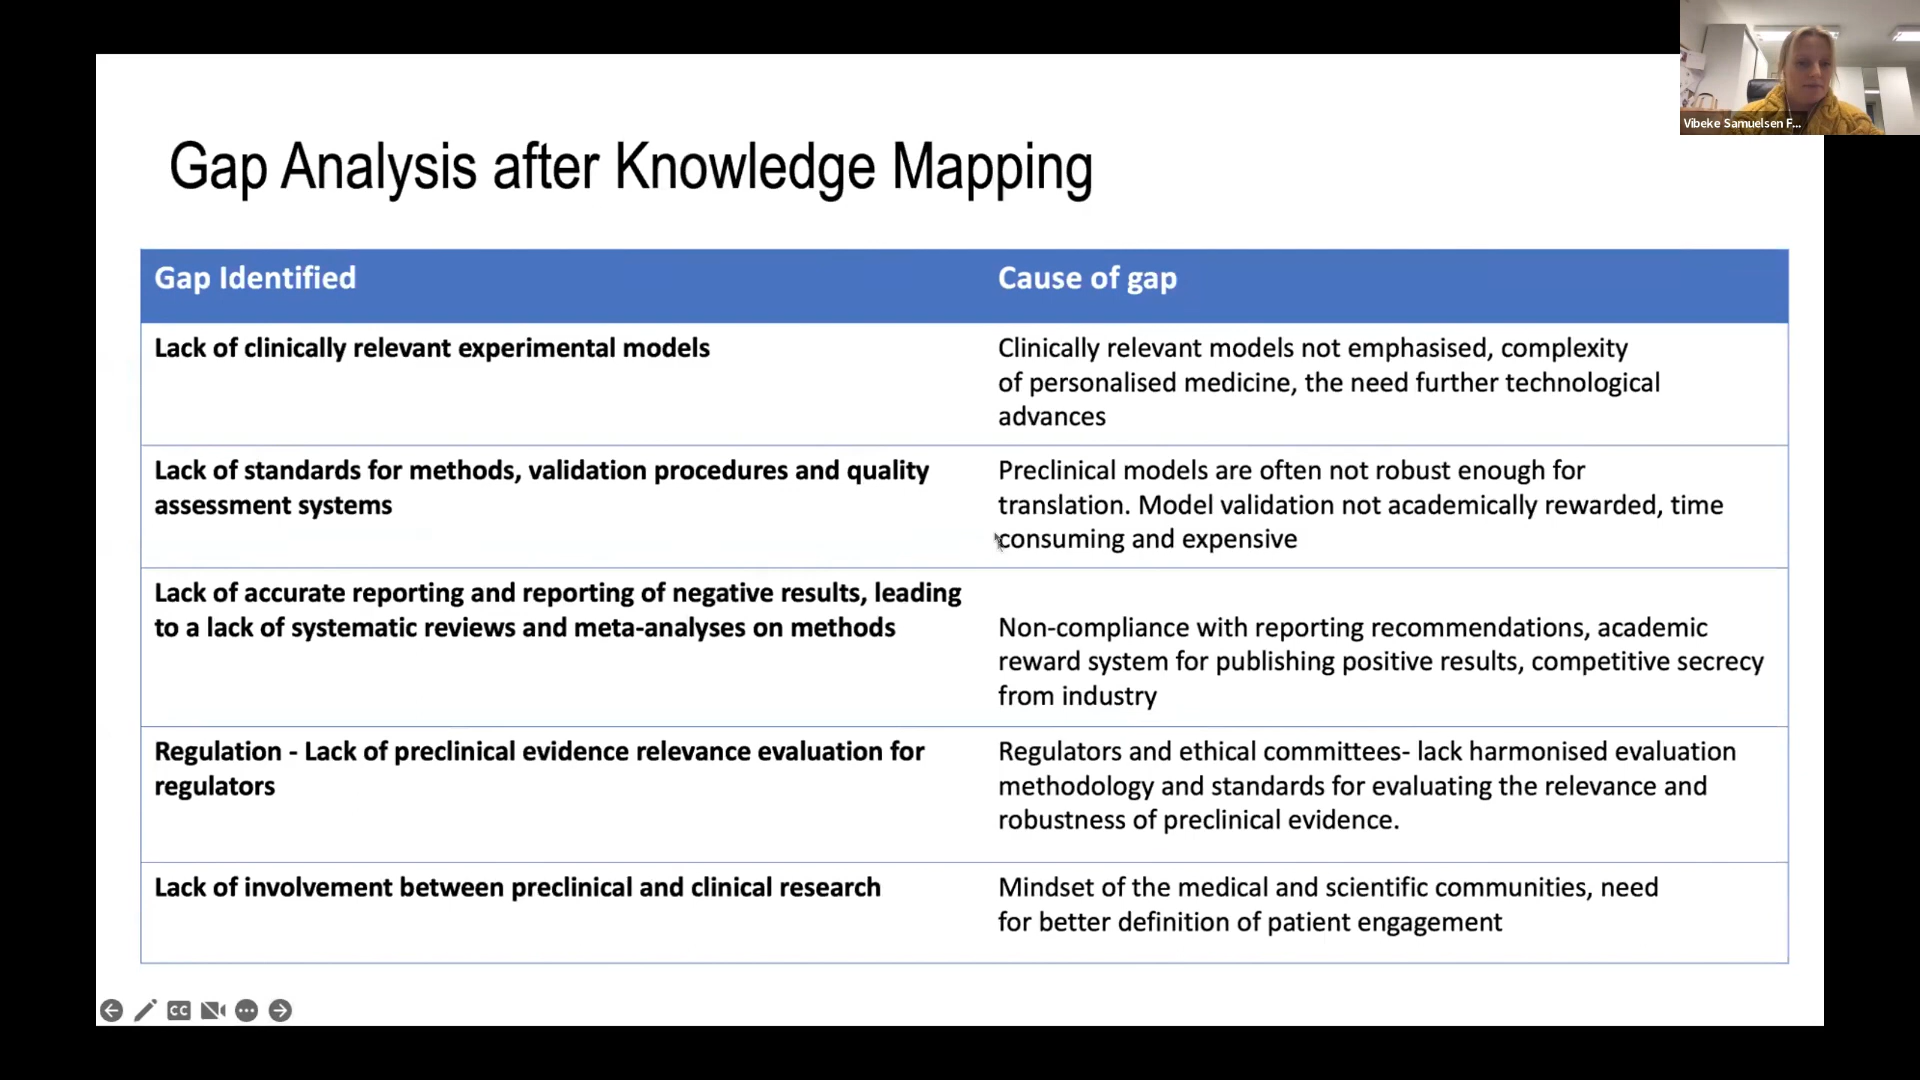 Vibeke Samuelsen F...
Gap Analysis after Knowledge Mapping
Gap Identified
Cause of gap
Lack of clinically relevant experimental models
Clinically relevant models not emphasised, complexity
of personalised medicine, the need further technological
advances
Lack of standards for methods, validation procedures and quality
assessment systems
Preclinical models are often not robust enough for
translation. Model validation not academically rewarded, time
consuming and expensive
Lack of accurate reporting and reporting of negative results, leading
to a lack of systematic reviews and meta-analyses on methods
Non-compliance with reporting recommendations, academic
reward system for publishing positive results, competitive secrecy
from industry
Regulation - Lack of preclinical evidence relevance evaluation for
regulators
Regulators and ethical committees- lack harmonised evaluation
methodology and standards for evaluating the relevance and
robustness of preclinical evidence.
Lack of involvement between preclinical and clinical research
Mindset of the medical and scientific communities, need
for better definition of patient engagement
CC